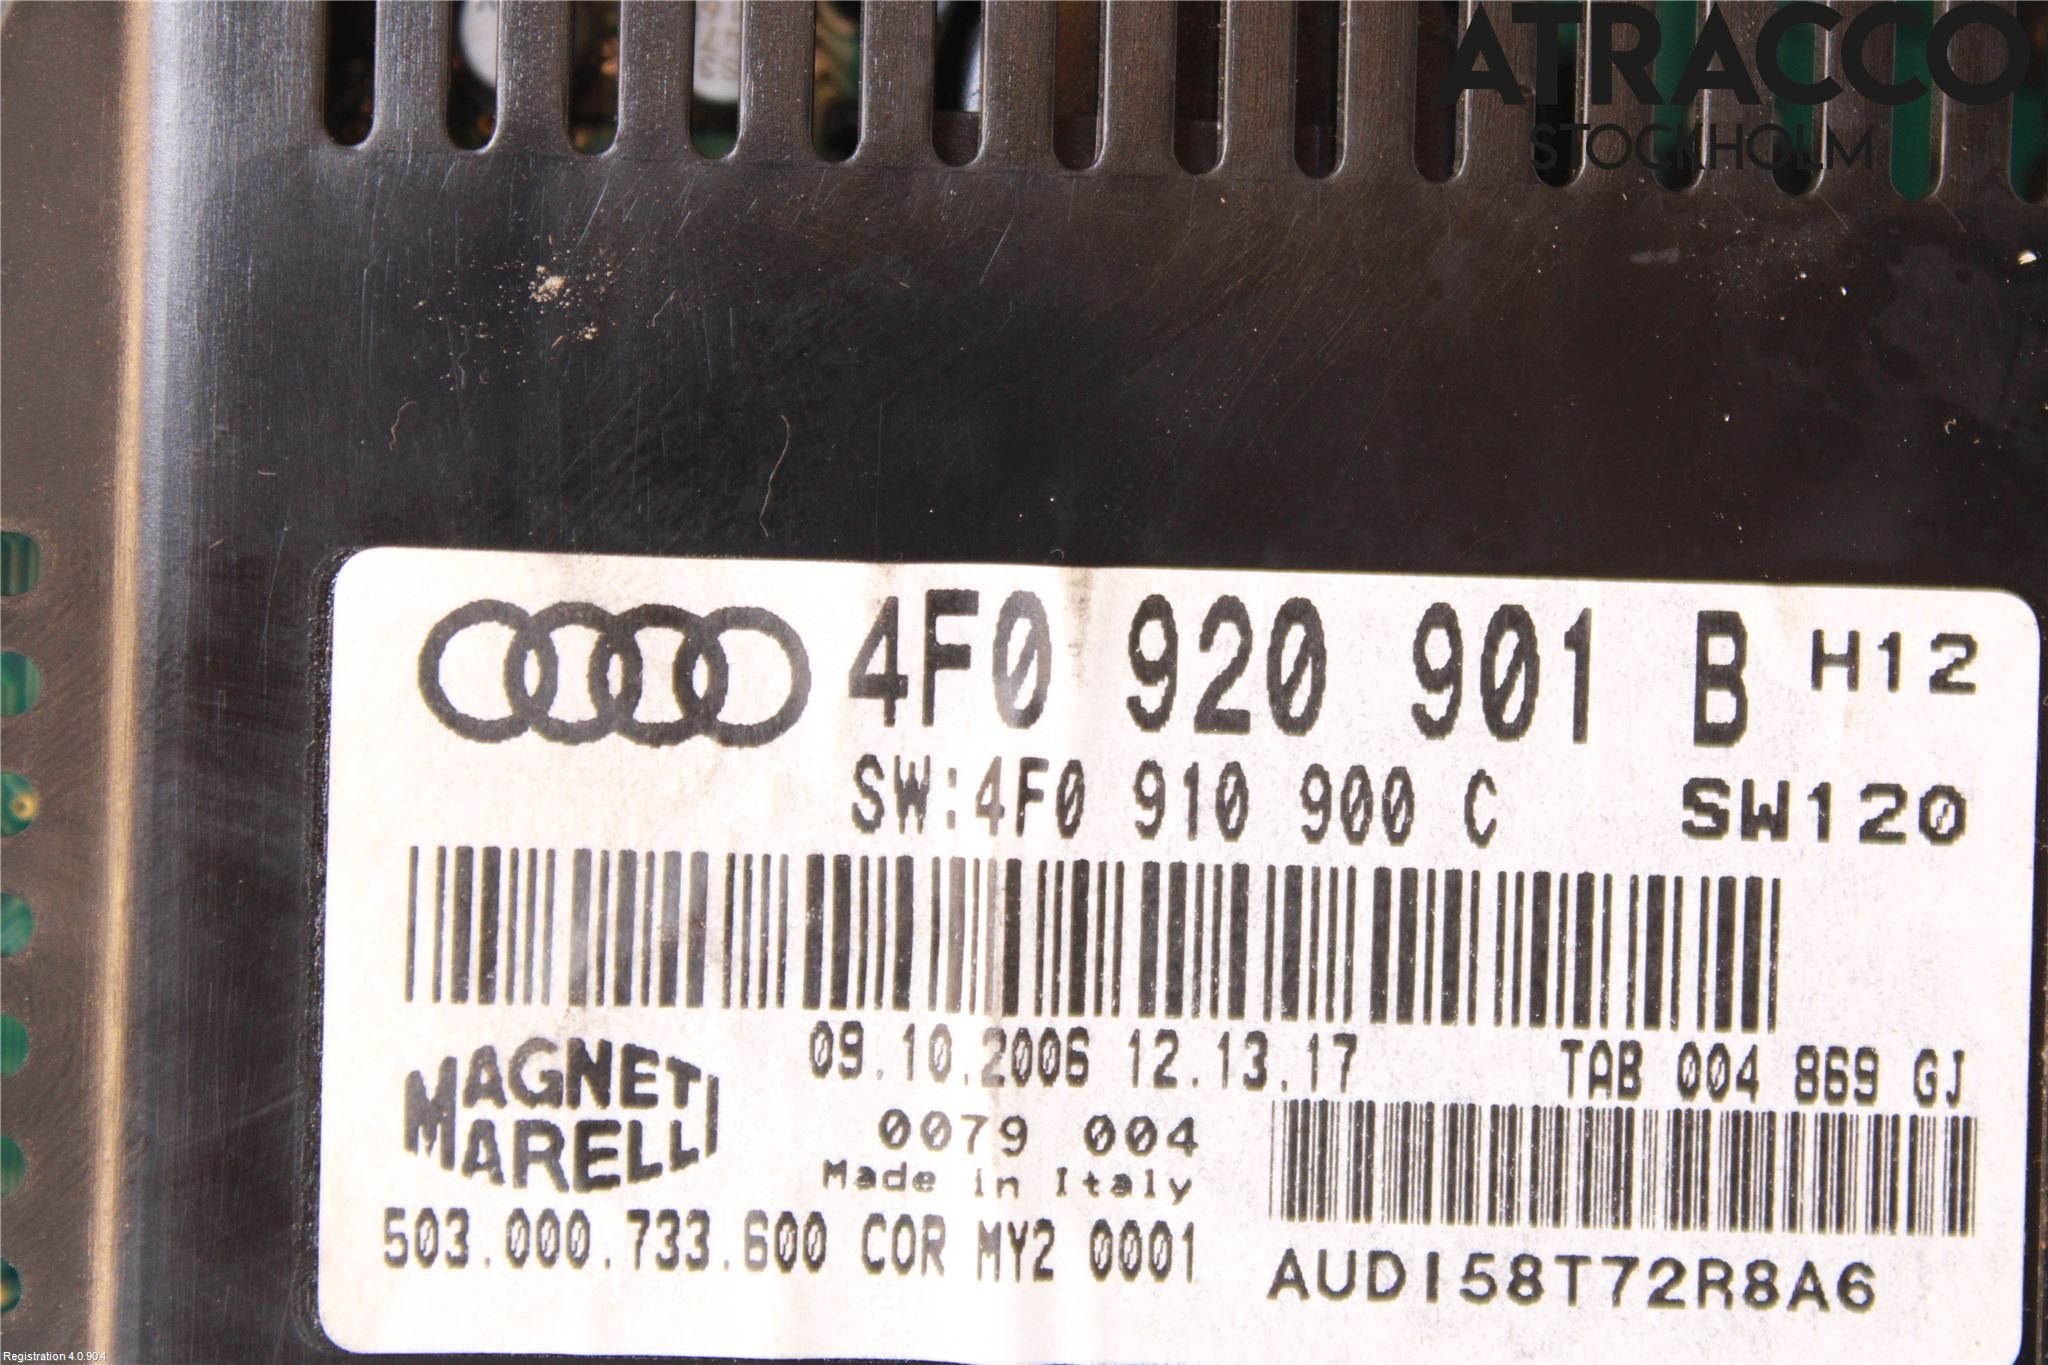 ATRACCO
STOCKHOLM
4F0 920 901 B H12
SW:4F0 910 900 C SW120
09.10.2006 12.13.17 TAB 004 869 GJ
MAGNETI
MARELLI
0079 004
Made in Italy
503.000.733.600 COR MY2 0001
AUDI58T72R8A6
Registration 4.0.90.4